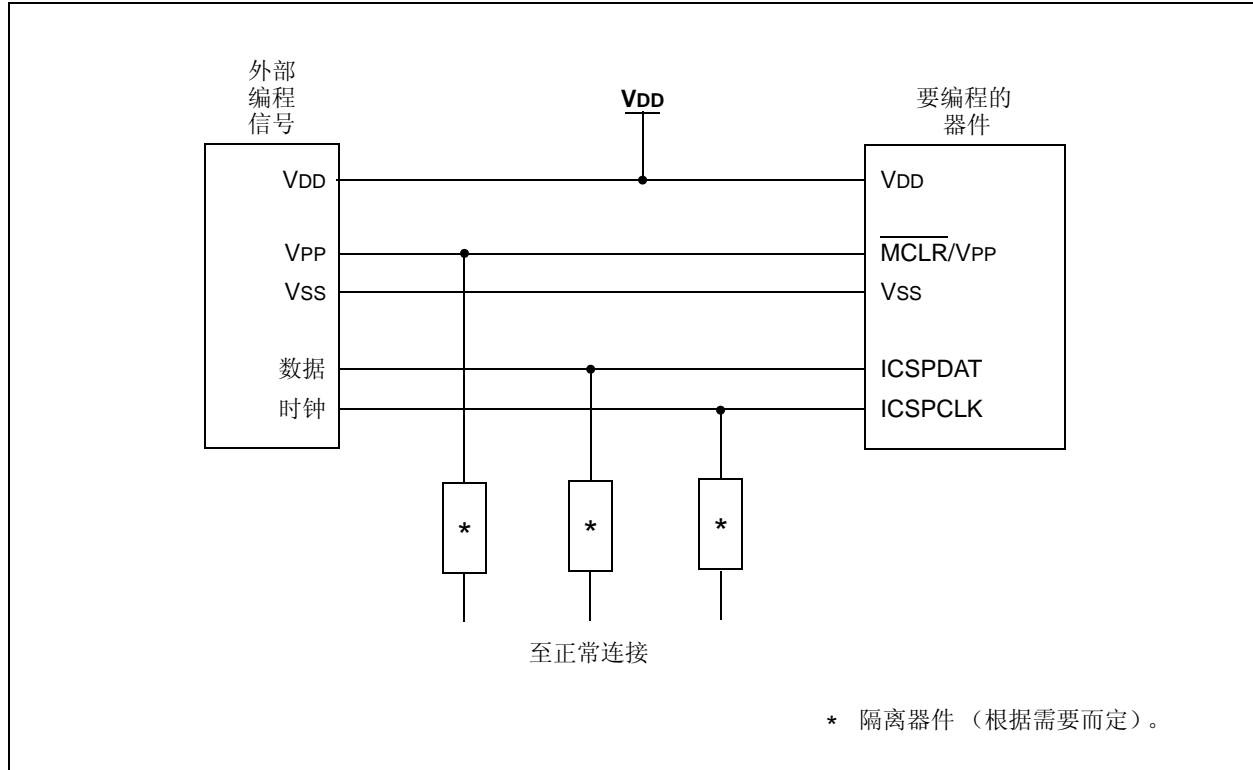 外部
编程
信号
VDD
要编程的
器件
VDD
VPP
VSS
数据
时钟
VDD
MCLR/VPP
VSS
ICSPDAT
ICSPCLK
*
*
*
至正常连接
* 隔离器件 （根据需要而定）。